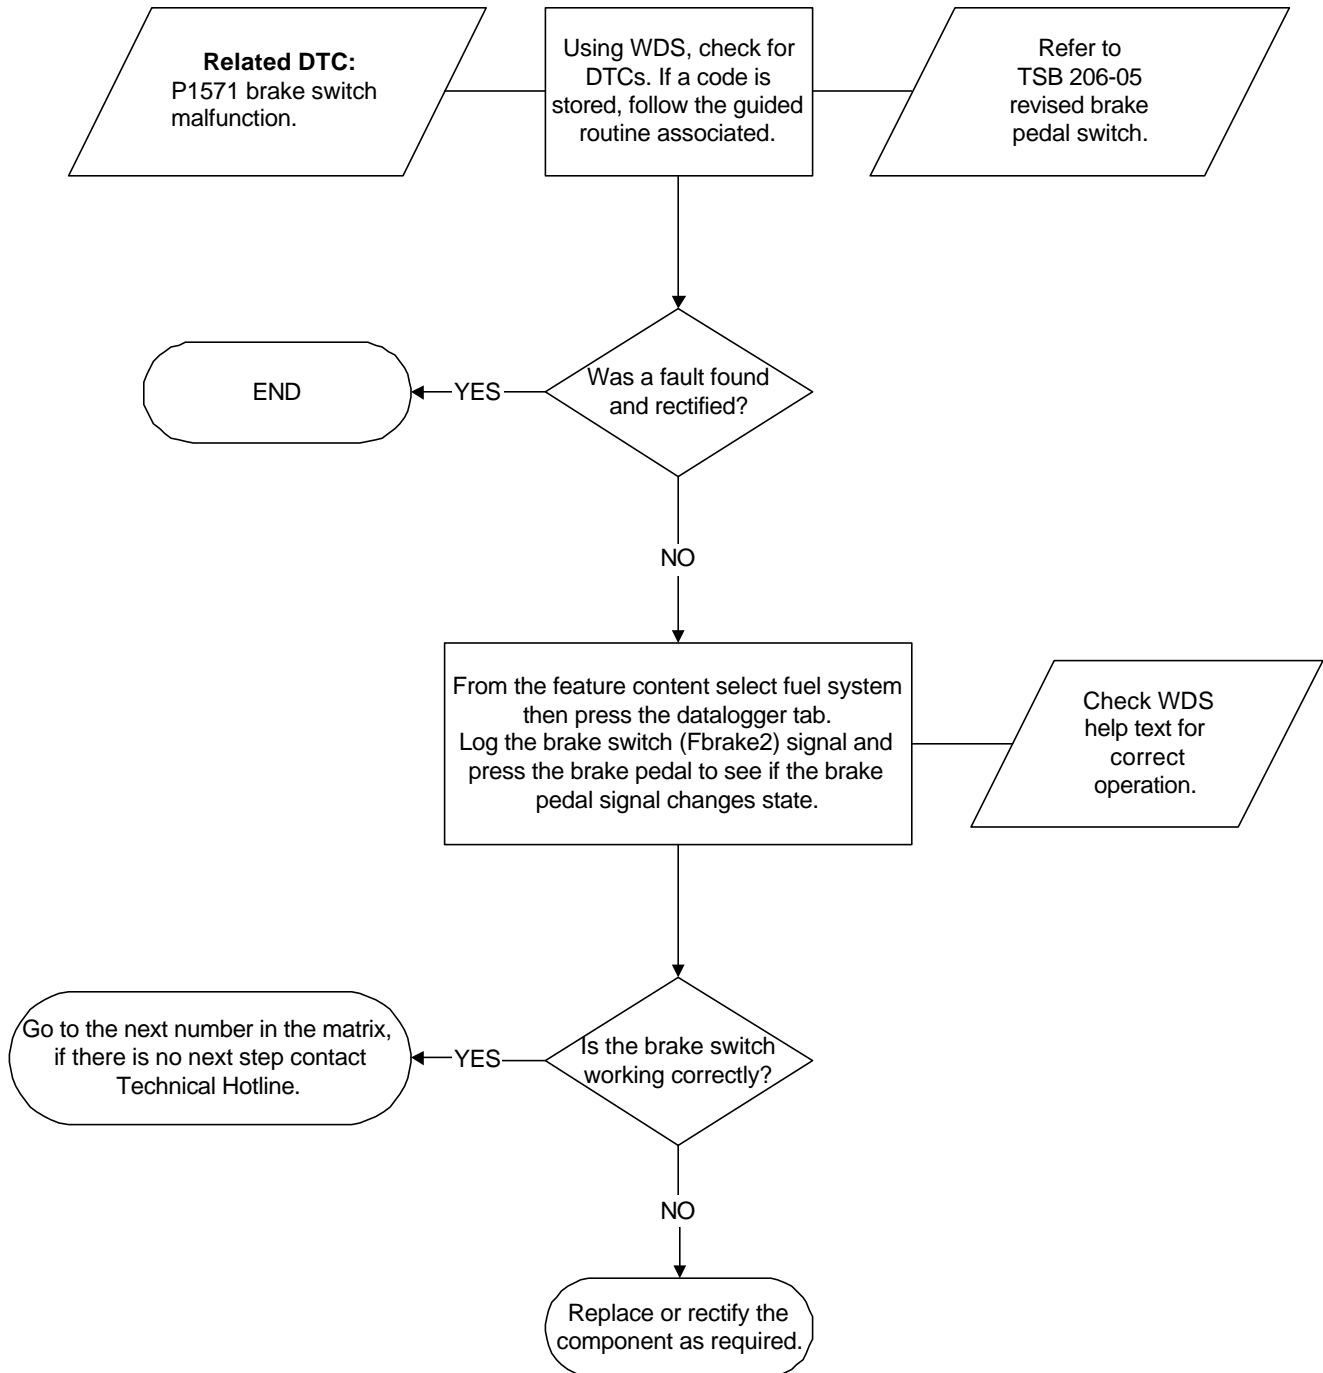 Related DTC:
P1571 brake switch
malfunction.
Using WDS, check for
DTCs. If a code is
stored, follow the guided
routine associated.
Refer to
TSB 206-05
revised brake
pedal switch.
Was a fault found
and rectified?
YES
END
NO
From the feature content select fuel system
then press the datalogger tab.
Log the brake switch (Fbrake2) signal and
press the brake pedal to see if the brake
pedal signal changes state.
Check WDS
help text for
correct
operation.
Is the brake switch
working correctly?
YES
Go to the next number in the matrix,
if there is no next step contact
Technical Hotline.
NO
Replace or rectify the
component as required.